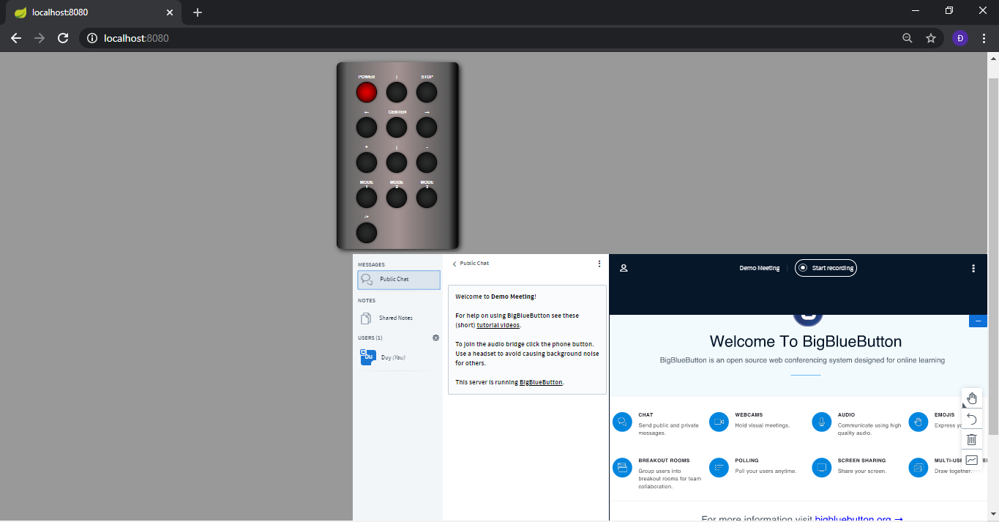 localhost:8080
localhost:8080
Đ
POWER ↑ STOP
← CENTER →
+ ↓ -
MODE 1 MODE 2 MODE 3
->
MESSAGES
Public Chat
NOTES
Shared Notes
USERS (1)
Du Duy (You)
Public Chat
Welcome to Demo Meeting!
For help on using BigBlueButton see these
(short) tutorial videos.
To join the audio bridge click the phone button.
Use a headset to avoid causing background noise
for others.
This server is running BigBlueButton.
Demo Meeting
Start recording
Welcome To BigBlueButton
BigBlueButton is an open source web conferencing system designed for online learning
CHAT
Send public and private
messages.
WEBCAMS
Hold visual meetings.
AUDIO
Communicate using high
quality audio.
EMOJIS
Express
BREAKOUT ROOMS
Group users into
breakout rooms for team
collaboration.
POLLING
Poll your users anytime.
SCREEN SHARING
Share your screen.
MULTI-USE
Draw together.
For more information visit bigbluebutton.org →